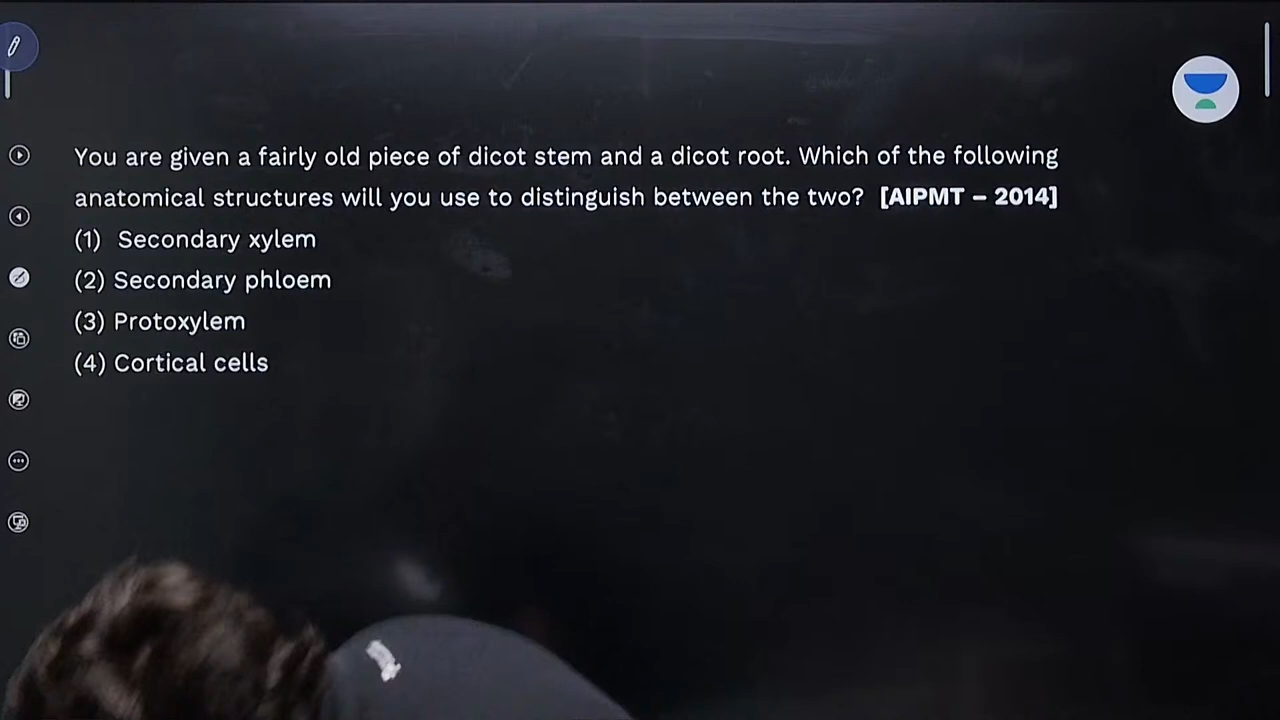 You are given a fairly old piece of dicot stem and a dicot root. Which of the following
anatomical structures will you use to distinguish between the two? [AIPMT – 2014]
(1) Secondary xylem
(2) Secondary phloem
(3) Protoxylem
(4) Cortical cells